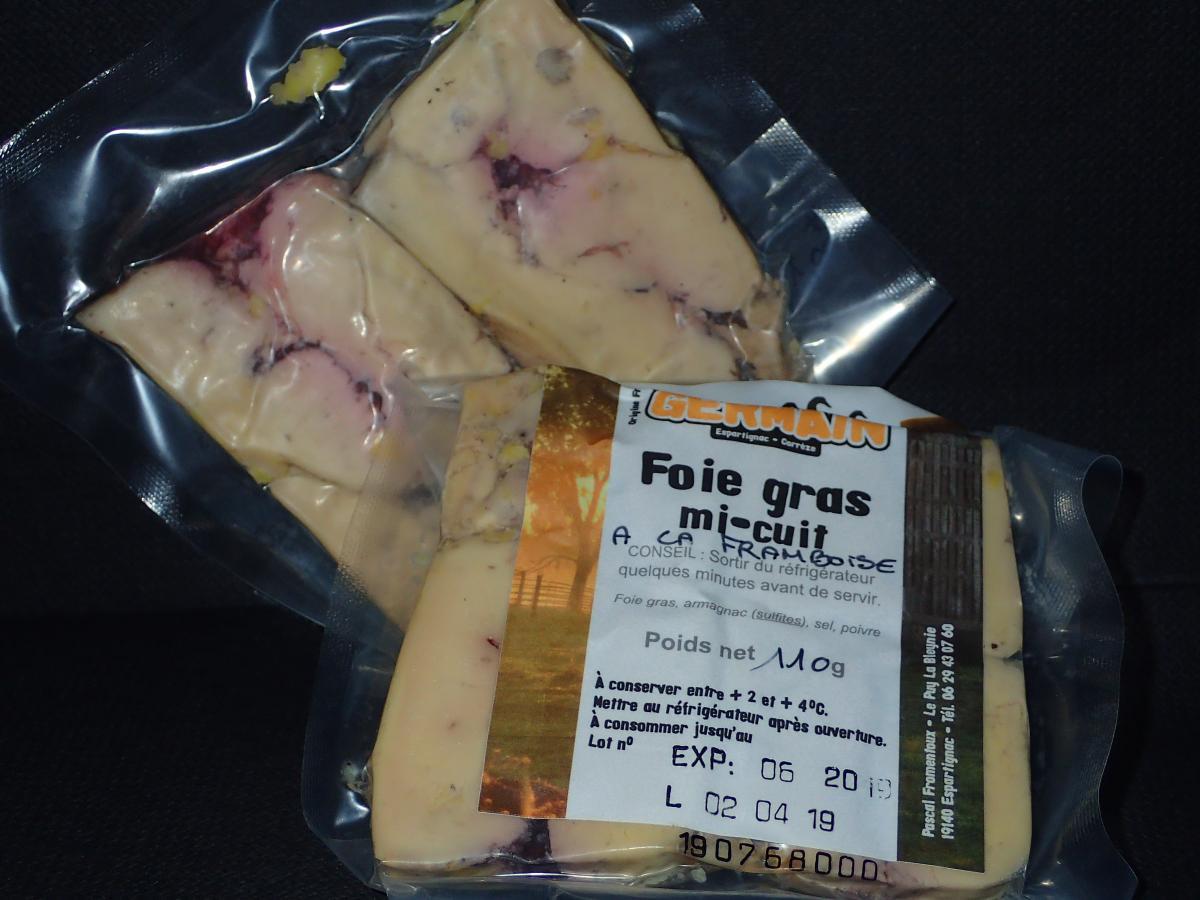 Origine Fr
GERMAIN
Espartignac - Corrèze
Foie gras
mi-cuit
A LA FRAMBOISE
CONSEIL : Sortir du réfrigérateur
quelques minutes avant de servir.
Foie gras, armagnac (sulfites), sel, poivre
Poids net 110g
À conserver entre + 2 et + 4°C.
Mettre au réfrigérateur après ouverture.
À consommer jusqu'au
Lot n°
EXP: 06 2019
L 02 04 19
190768000
Pascal Fromentoux - Le Puy La Bleynie
19140 Espartignac - Tél. 06 29 43 07 60